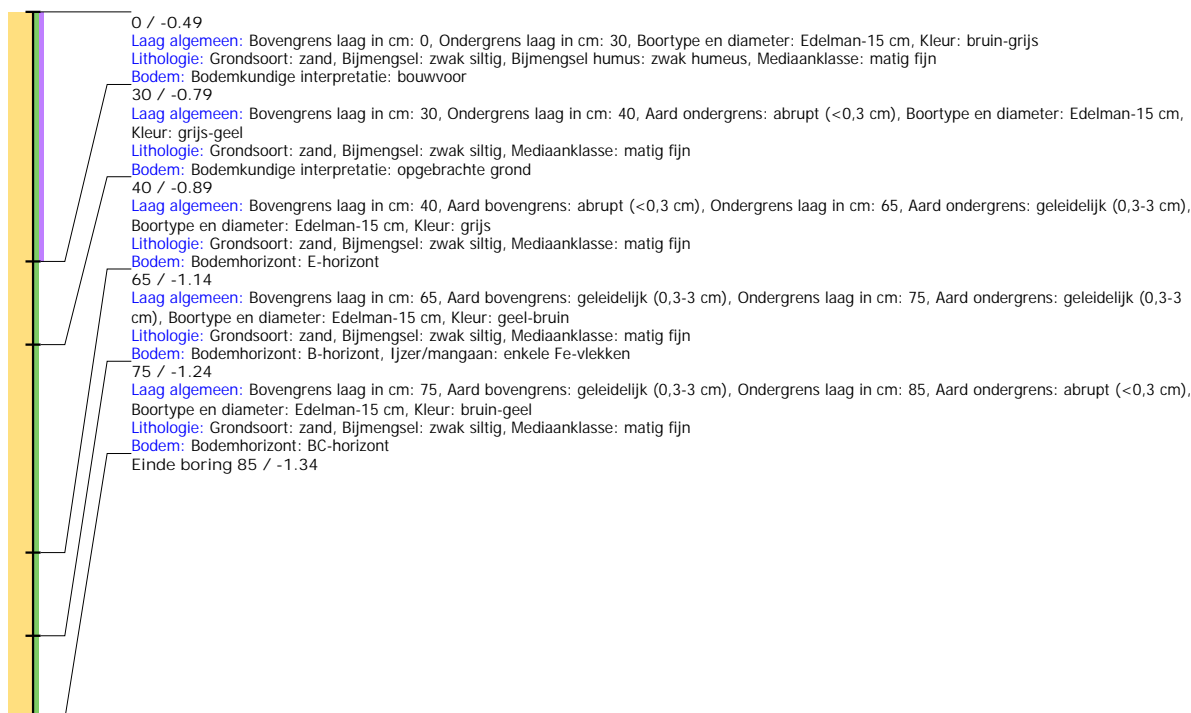 0 / -0.49
Laag algemeen: Bovengrens laag in cm: 0, Ondergrens laag in cm: 30, Boortype en diameter: Edelman-15 cm, Kleur: bruin-grijs
Lithologie: Grondsoort: zand, Bijmengsel: zwak siltig, Bijmengsel humus: zwak humeus, Mediaanklasse: matig fijn
Bodem: Bodemkundige interpretatie: bouwvoor
30 / -0.79
Laag algemeen: Bovengrens laag in cm: 30, Ondergrens laag in cm: 40, Aard ondergrens: abrupt (<0,3 cm), Boortype en diameter: Edelman-15 cm,
Kleur: grijs-geel
Lithologie: Grondsoort: zand, Bijmengsel: zwak siltig, Mediaanklasse: matig fijn
Bodem: Bodemkundige interpretatie: opgebrachte grond
40 / -0.89
Laag algemeen: Bovengrens laag in cm: 40, Aard bovengrens: abrupt (<0,3 cm), Ondergrens laag in cm: 65, Aard ondergrens: geleidelijk (0,3-3 cm),
Boortype en diameter: Edelman-15 cm, Kleur: grijs
Lithologie: Grondsoort: zand, Bijmengsel: zwak siltig, Mediaanklasse: matig fijn
Bodem: Bodemhorizont: E-horizont
65 / -1.14
Laag algemeen: Bovengrens laag in cm: 65, Aard bovengrens: geleidelijk (0,3-3 cm), Ondergrens laag in cm: 75, Aard ondergrens: geleidelijk (0,3-3
cm), Boortype en diameter: Edelman-15 cm, Kleur: geel-bruin
Lithologie: Grondsoort: zand, Bijmengsel: zwak siltig, Mediaanklasse: matig fijn
Bodem: Bodemhorizont: B-horizont, Ijzer/mangaan: enkele Fe-vlekken
75 / -1.24
Laag algemeen: Bovengrens laag in cm: 75, Aard bovengrens: geleidelijk (0,3-3 cm), Ondergrens laag in cm: 85, Aard ondergrens: abrupt (<0,3 cm),
Boortype en diameter: Edelman-15 cm, Kleur: bruin-geel
Lithologie: Grondsoort: zand, Bijmengsel: zwak siltig, Mediaanklasse: matig fijn
Bodem: Bodemhorizont: BC-horizont
Einde boring 85 / -1.34